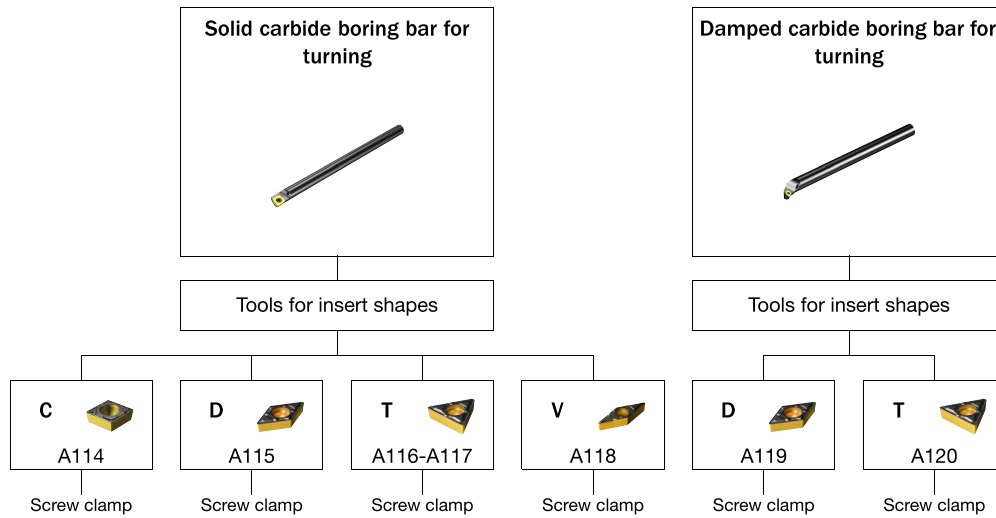 Solid carbide boring bar for
turning
Damped carbide boring bar for
turning
Tools for insert shapes
Tools for insert shapes
C
D
T
V
D
T
A114
A115
A116-A117
A118
A119
A120
Screw clamp
Screw clamp
Screw clamp
Screw clamp
Screw clamp
Screw clamp